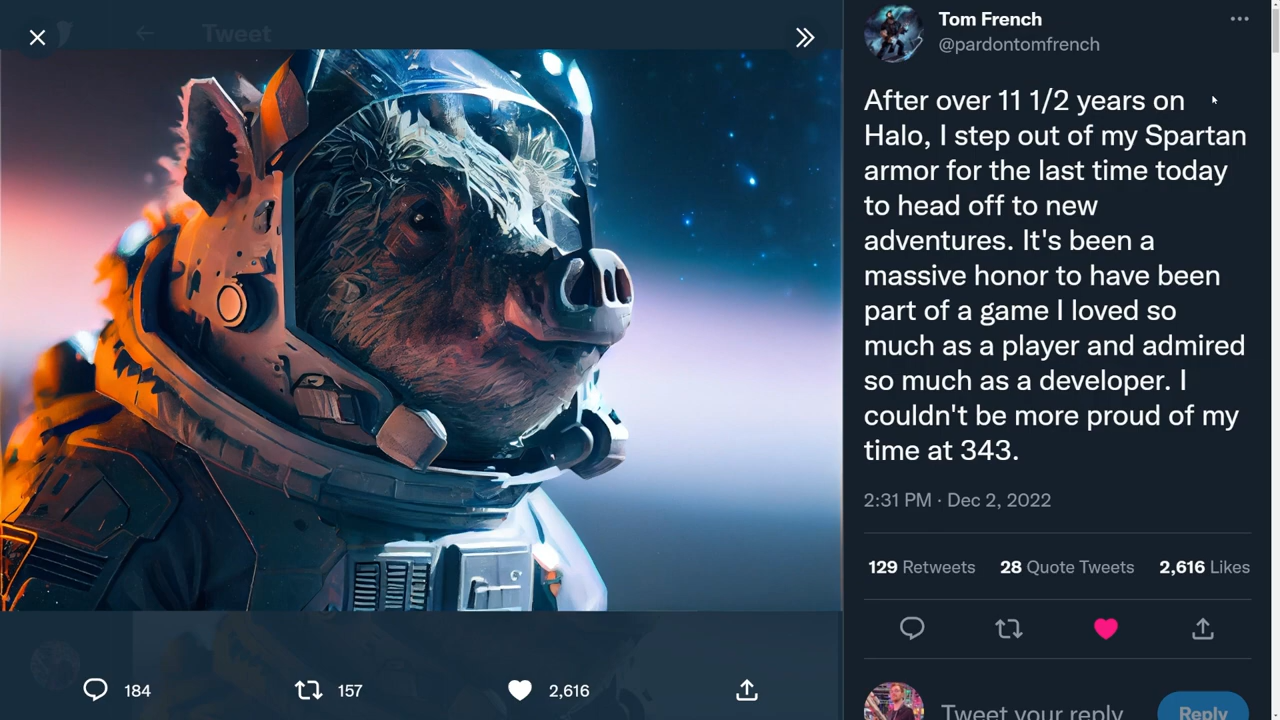 Tweet
Tom French
@pardontomfrench
After over 11 1/2 years on
Halo, I step out of my Spartan
armor for the last time today
to head off to new
adventures. It's been a
massive honor to have been
part of a game I loved so
much as a player and admired
so much as a developer. I
couldn't be more proud of my
time at 343.
2:31 PM · Dec 2, 2022
129 Retweets 28 Quote Tweets 2,616 Likes
184 157 2,616
Tweet your reply Reply